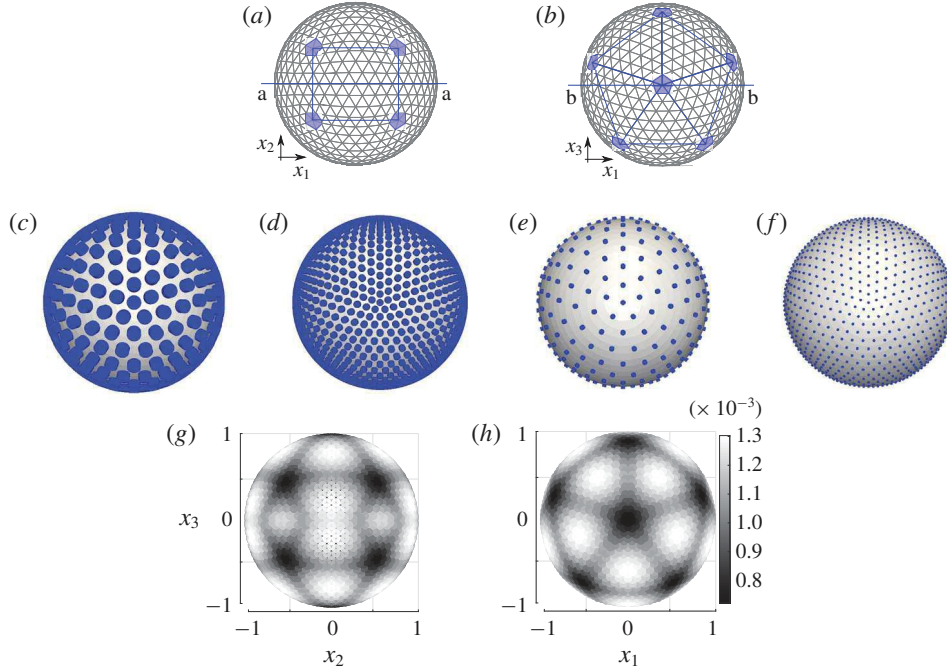 (a) (b)
a a b b
x2 x3
x1 x1
(c) (d) (e) (f)
(× 10−3)
(g) (h)
1 1 1.3
1.2
1.1
x3 0 0 1.0
0.9
0.8
−1 −1
−1 0 1 −1 0 1
x2 x1